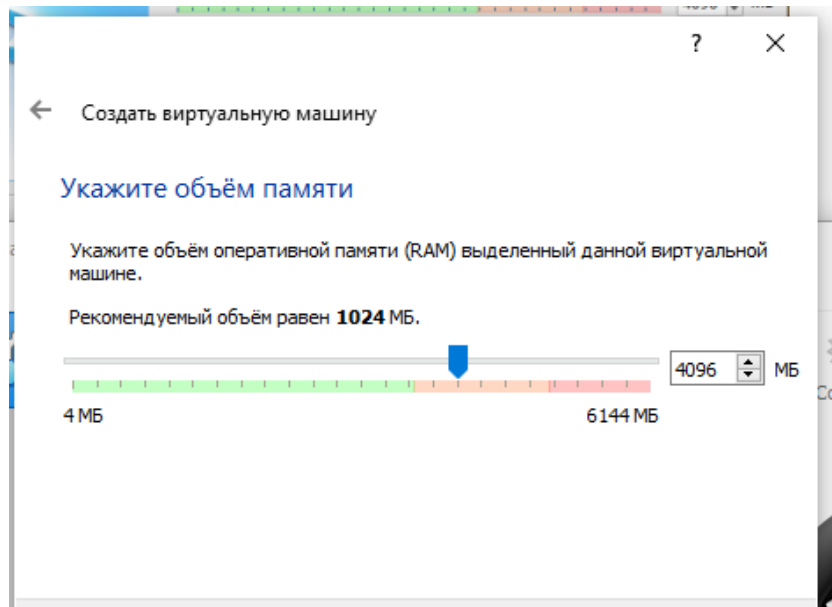 ?
Создать виртуальную машину
Укажите объём памяти
Укажите объём оперативной памяти (RAM) выделенный данной виртуальной
машине.
Рекомендуемый объём равен 1024 МБ.
4096 МБ
4 МБ 6144 МБ